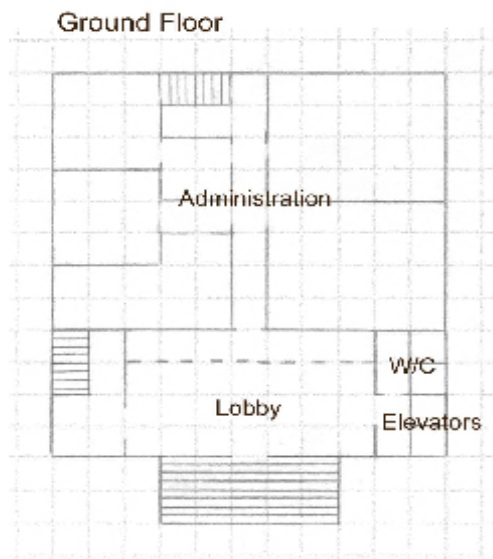 Ground Floor
Administration
W/C
Lobby
Elevators